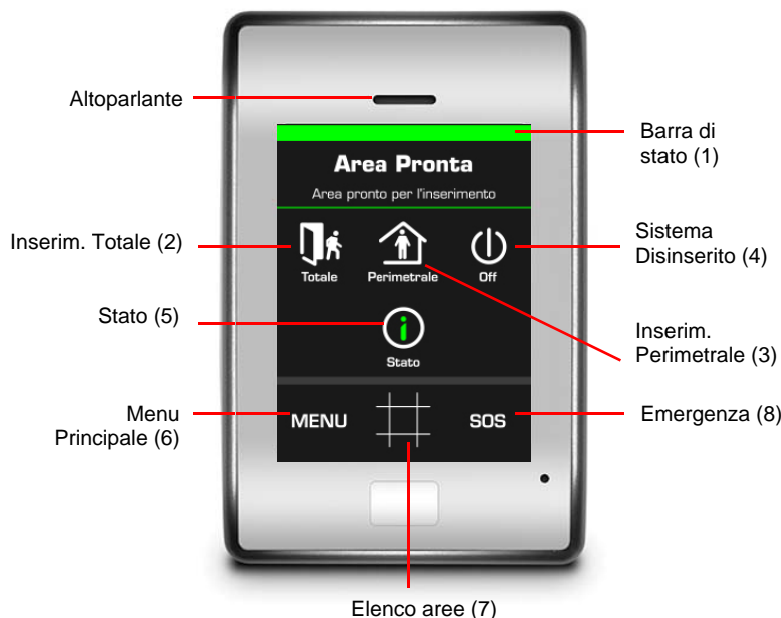 Altoparlante
Barra di
stato (1)
Area Pronta
Area pronto per l'inserimento
Inserim. Totale (2)
Totale
Perimetrale
Off
Sistema
Disinserito (4)
Stato (5)
Stato
Inserim.
Perimetrale (3)
Menu
Principale (6)
MENU
SOS
Emergenza (8)
Elenco aree (7)